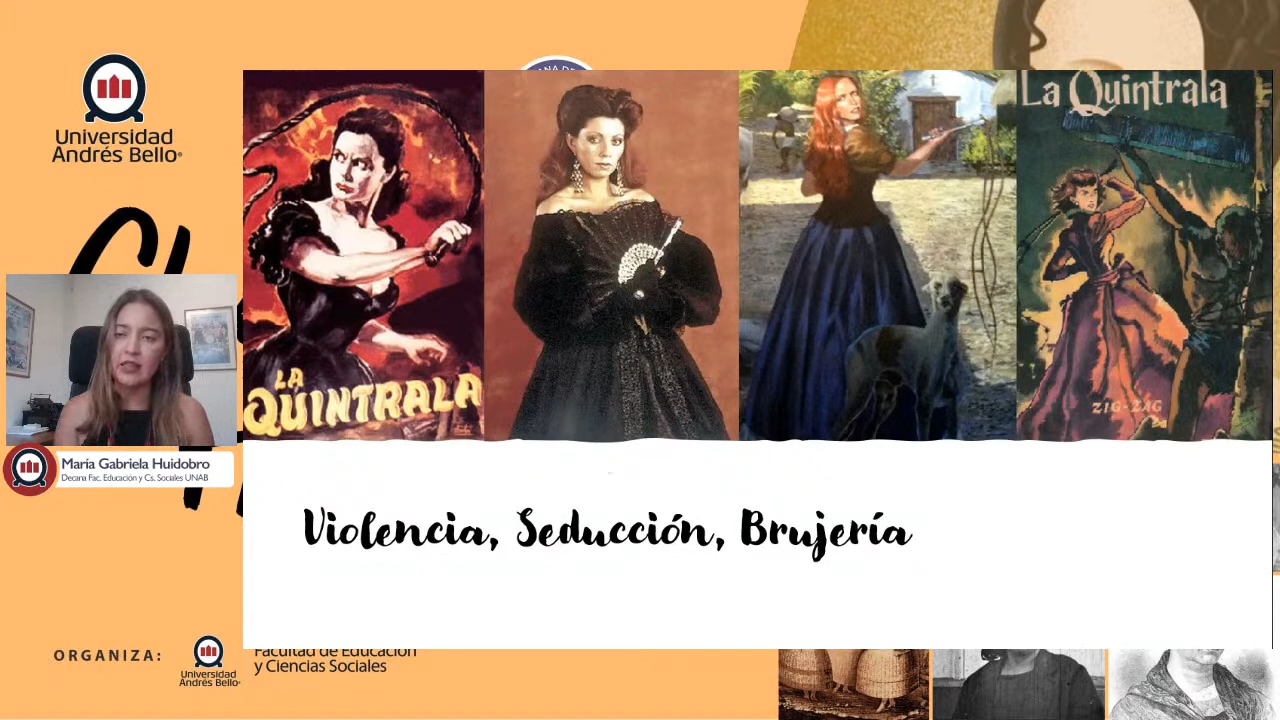 Universidad
Andrés Bello®
La Quintrala
LA
QUINTRALA
ZIG-ZAG
María Gabriela Huidobro
Decana Fac. Educación y Cs. Sociales UNAB
Violencia, Seducción, Brujería
ORGANIZA:
Universidad
Andrés Bello®
Facultad de Educación
y Ciencias Sociales